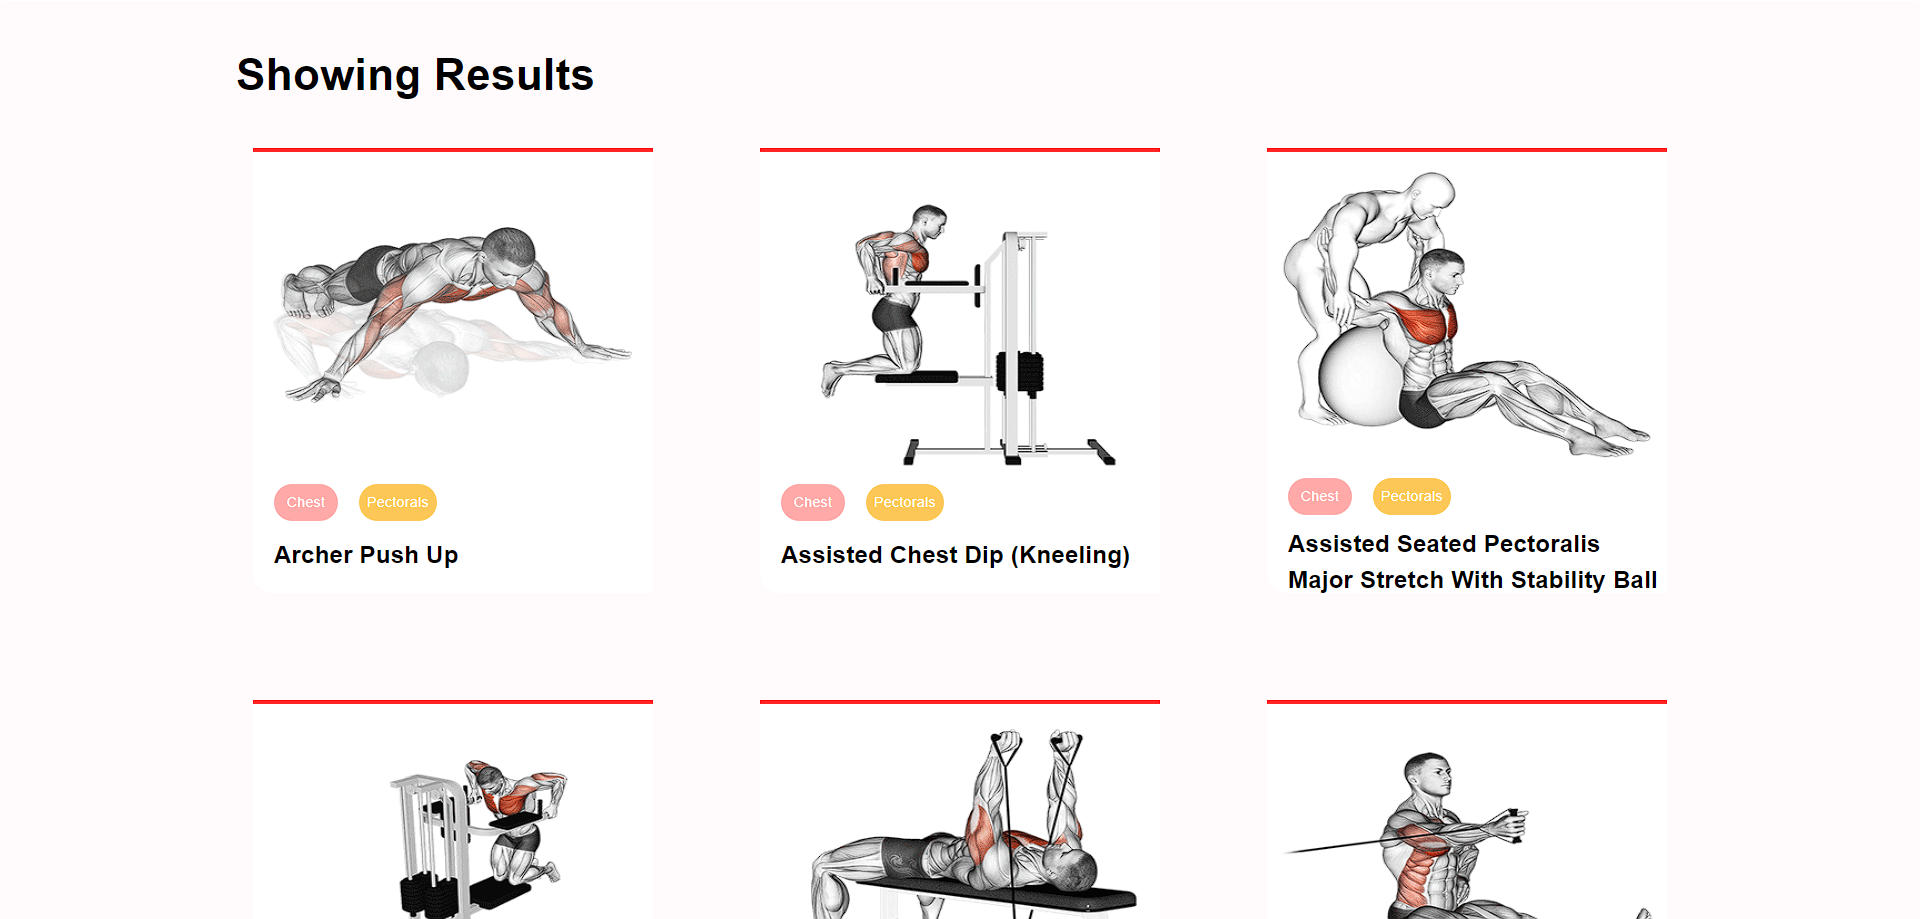 Showing Results
Chest Pectorals
Archer Push Up
Chest Pectorals
Assisted Chest Dip (Kneeling)
Chest Pectorals
Assisted Seated Pectoralis
Major Stretch With Stability Ball